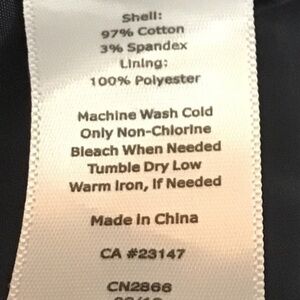 Shell:
97% Cotton
3% Spandex
Lining:
100% Polyester
Machine Wash Cold
Only Non-Chlorine
Bleach When Needed
Tumble Dry Low
Warm Iron, If Needed
Made in China
CA #23147
CN2866